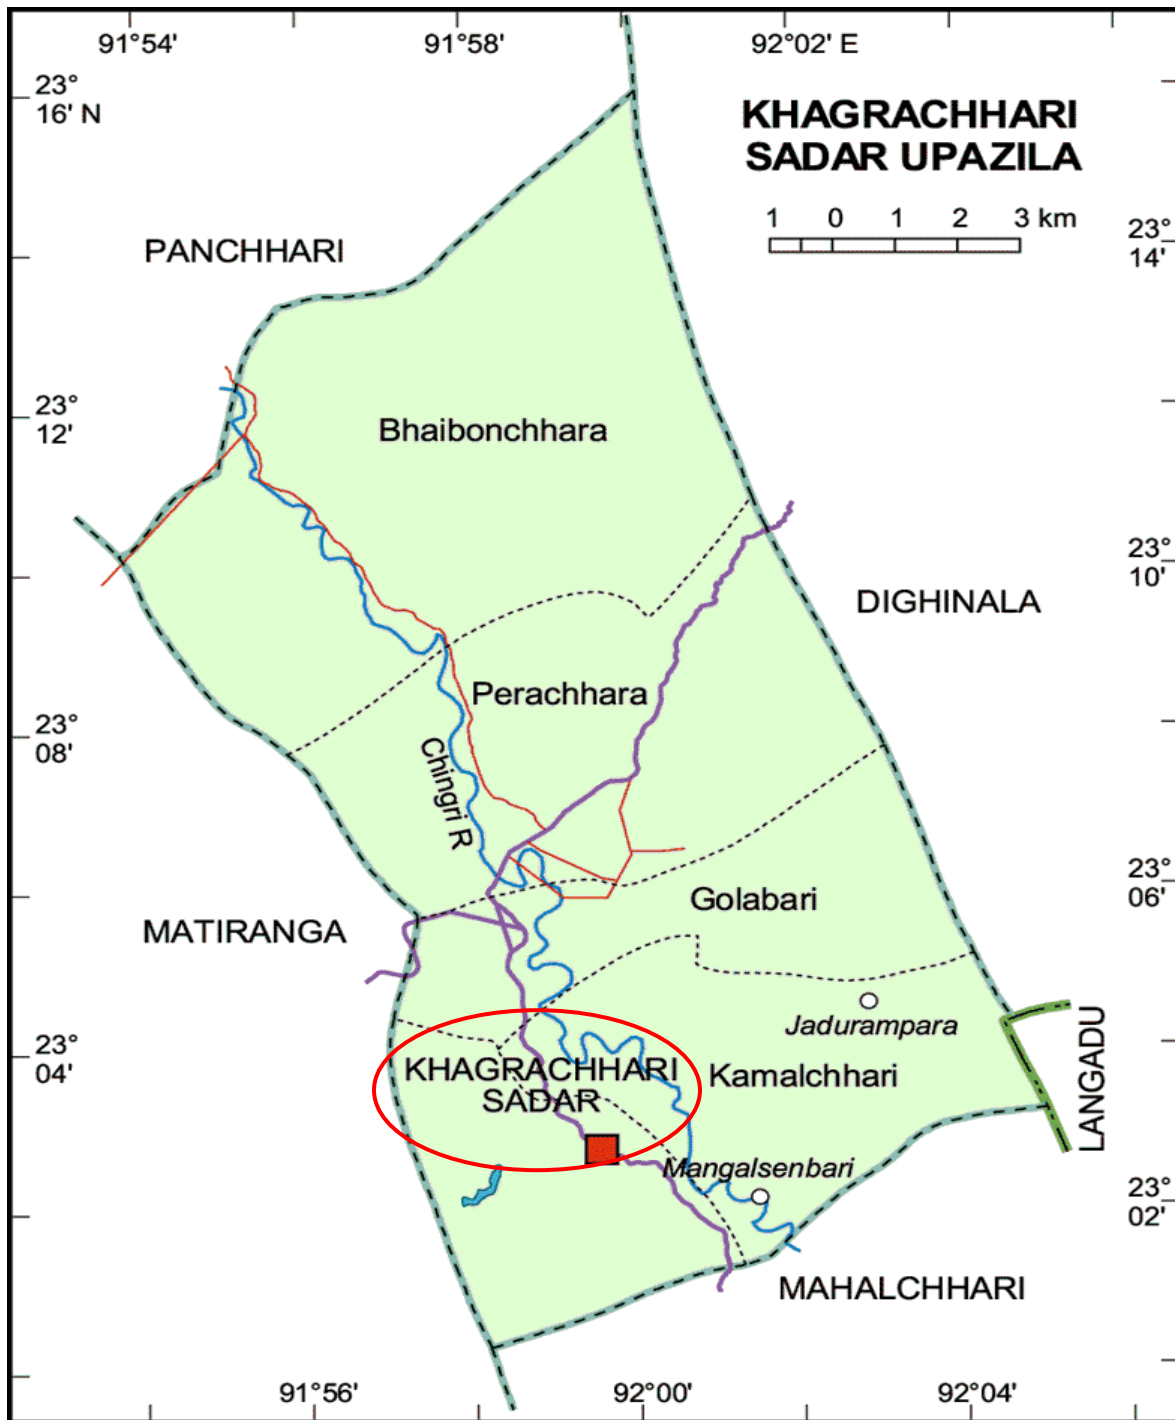 91°54'
91°58'
92°02' E
23°
16' N
KHAGRACHHARI
SADAR UPAZILA
1 0 1 2 3 km
PANCHHARI
23°
14'
23°
12'
Bhaibonchhara
23°
10'
DIGHINALA
Perachhara
23°
08'
Chingri R
23°
06'
Golabari
MATIRANGA
Jadurampara
LANGADU
23°
04'
KHAGRACHHARI
SADAR
Kamalchhari
Mangalsenbari
23°
02'
MAHALCHHARI
91°56'
92°00'
92°04'